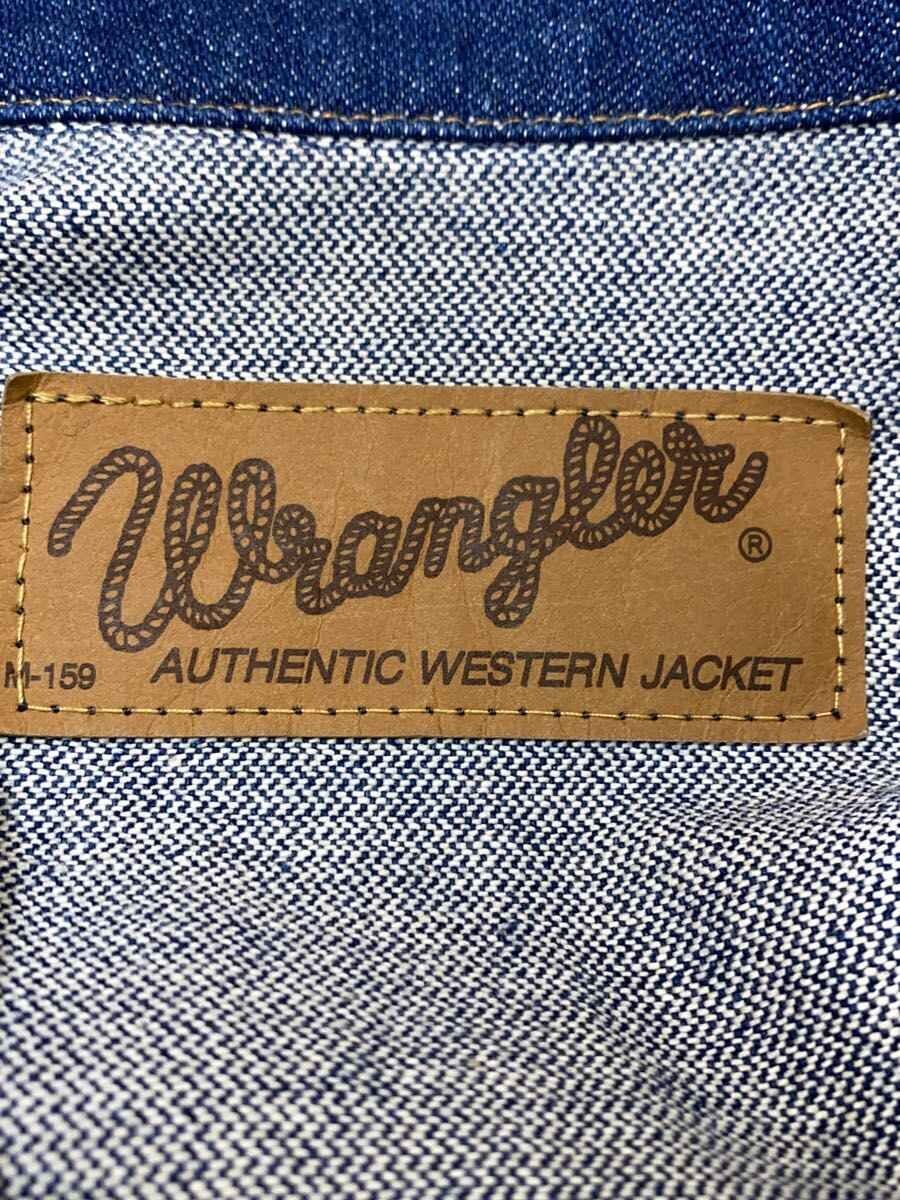 Wrangler ®
M-159 AUTHENTIC WESTERN JACKET